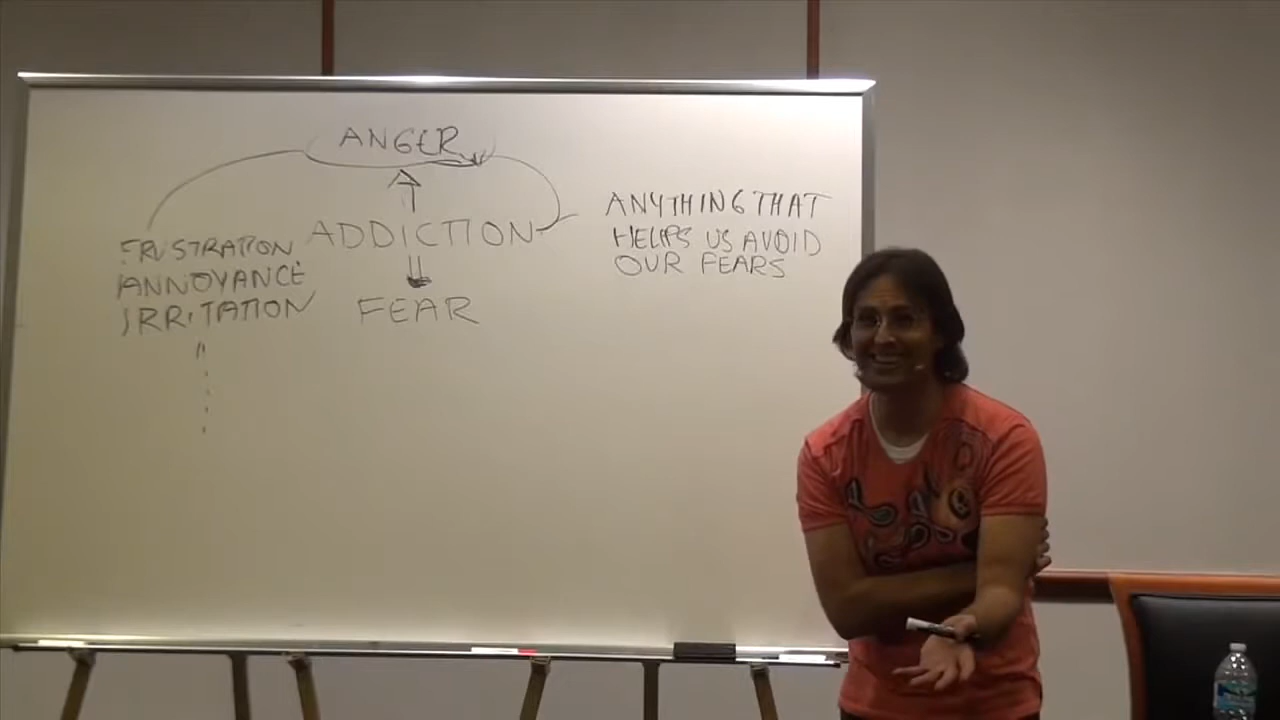 ANGER
ADDICTION
FEAR
FRUSTRATION
ANNOYANCE
IRRITATION
ANYTHING THAT
HELPS US AVOID
OUR FEARS